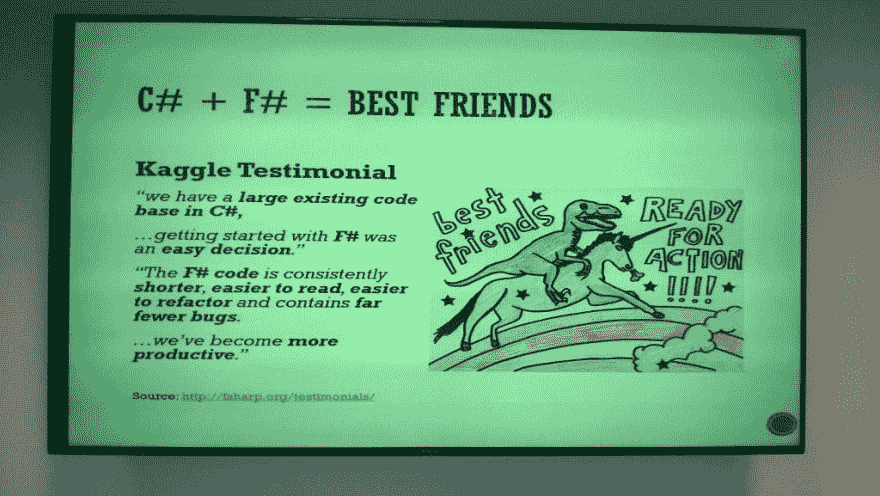 C# + F# = BEST FRIENDS
Kaggle Testimonial
“we have a large existing code
base in C#,
...getting started with F# was
an easy decision.”
“The F# code is consistently
shorter, easier to read, easier
to refactor and contains far
fewer bugs.
...we've become more
productive.”
Source: http://fsharp.org/testimonials/
best
friends
READY
FOR
ACTION
!!!!